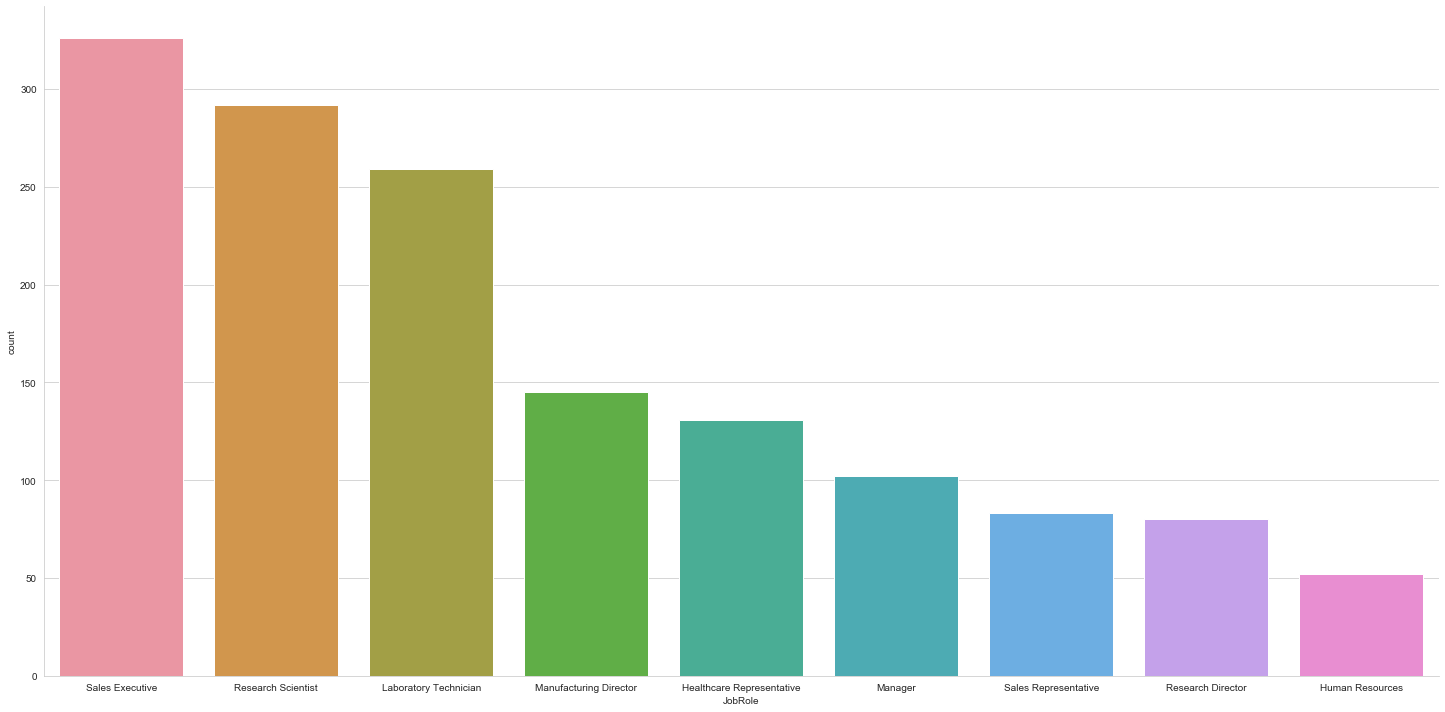 300
250
200
150
100
50
0
count
Sales Executive Research Scientist Laboratory Technician Manufacturing Director Healthcare Representative Manager Sales Representative Research Director Human Resources
JobRole